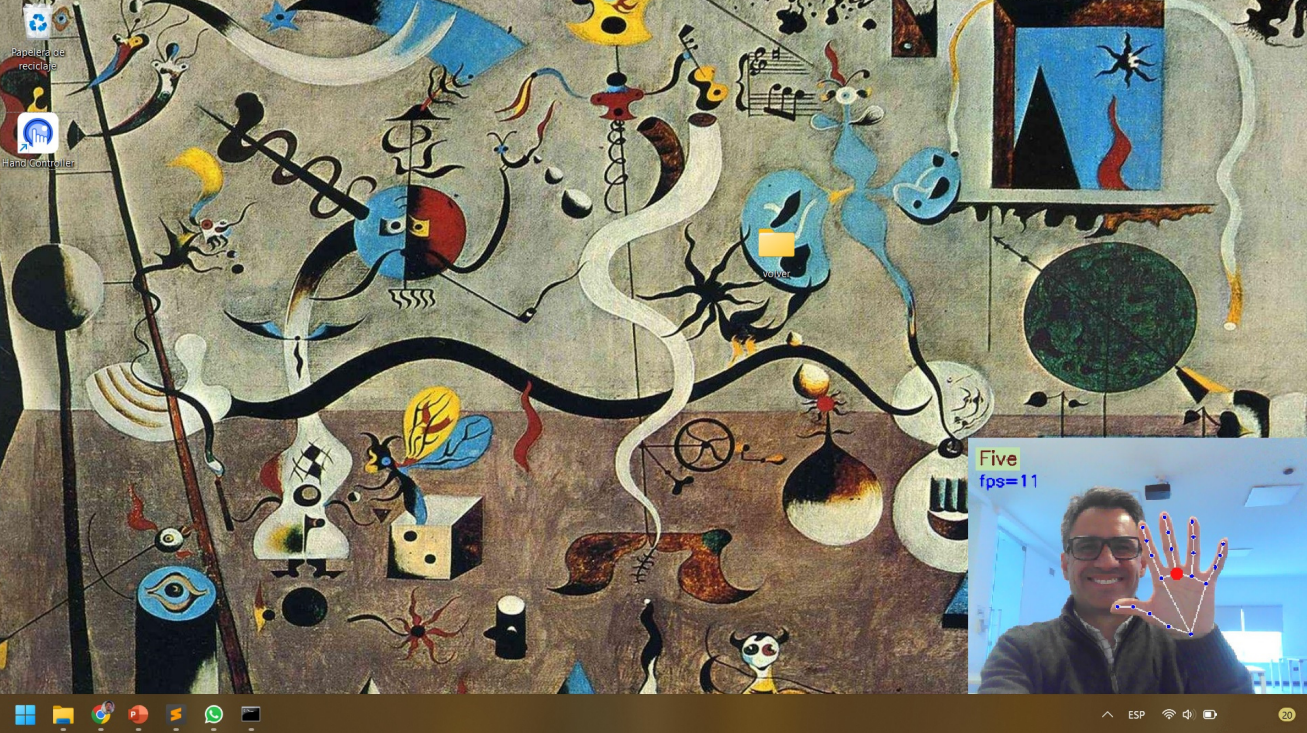 Papelera de
reciclaje
Hand Controller
volver
Five
fps=11
ESP
20